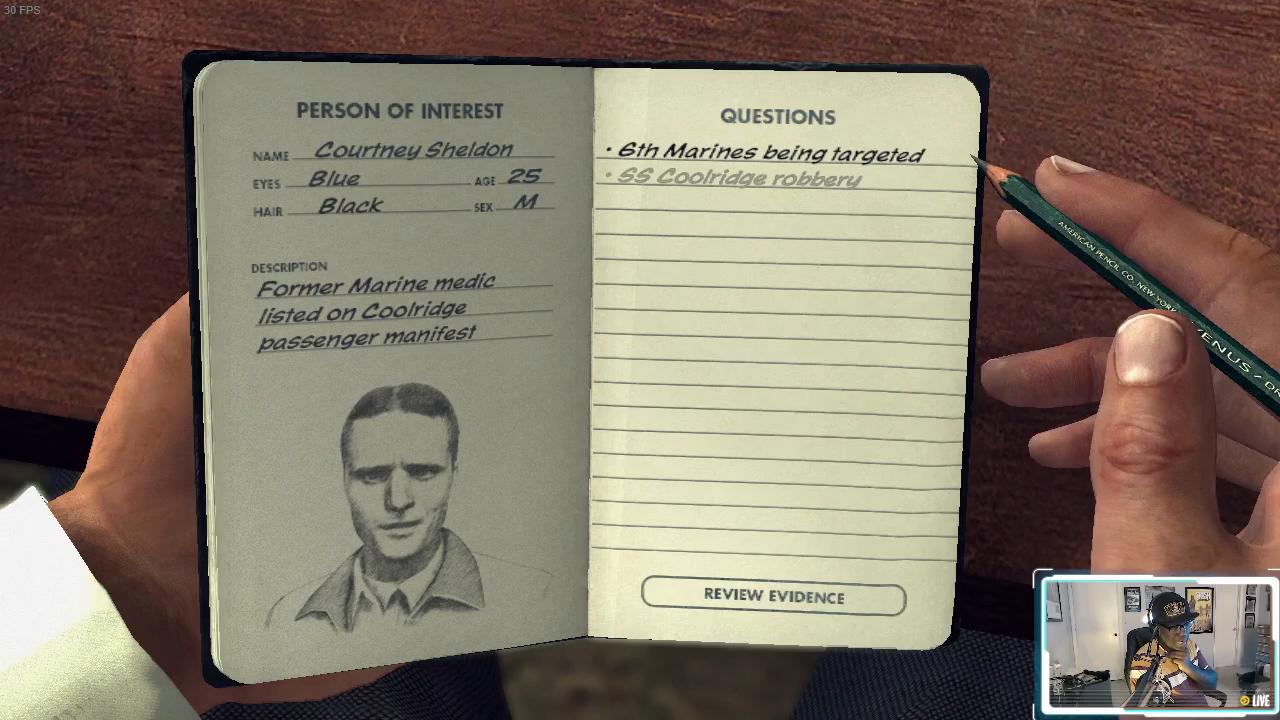 30 FPS
PERSON OF INTEREST
NAME Courtney Sheldon
EYES Blue AGE 25
HAIR Black SEX M
DESCRIPTION
Former Marine medic
listed on Coolridge
passenger manifest
QUESTIONS
• 6th Marines being targeted
• SS Coolridge robbery
REVIEW EVIDENCE
AMERICAN PENCIL CO. NEW YORK
VENUS / DR
LIVE